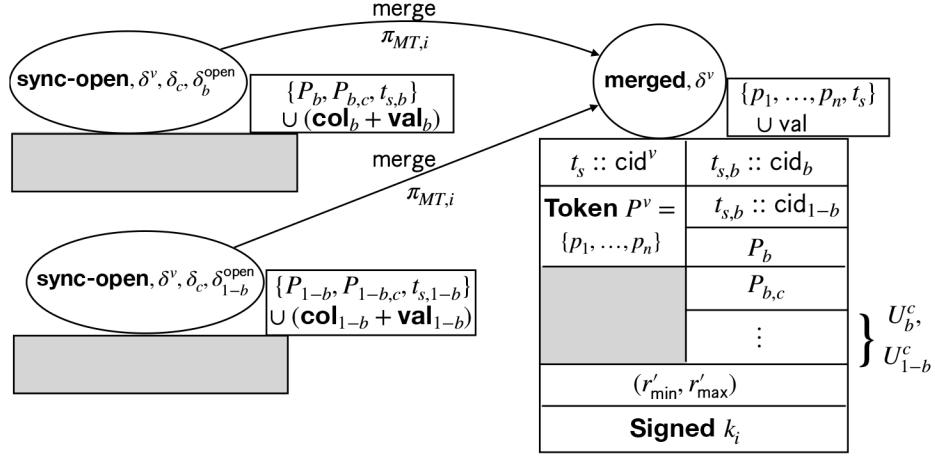 merge
π_{MT,i}
sync-open, δ^v, δ_c, δ_b^{open}
{P_b, P_{b,c}, t_{s,b}}
∪ (col_b + val_b)
merged, δ^v
{p_1, …, p_n, t_s}
∪ val
merge
π_{MT,i}
t_s :: cid^v
t_{s,b} :: cid_b
Token P^v =
{p_1, …, p_n}
t_{s,b} :: cid_{1−b}
P_b
P_{b,c}
⋮
sync-open, δ^v, δ_c, δ_{1−b}^{open}
{P_{1−b}, P_{1−b,c}, t_{s,1−b}}
∪ (col_{1−b} + val_{1−b})
} U_b^c,
U_{1−b}^c
(r′_{min}, r′_{max})
Signed k_i